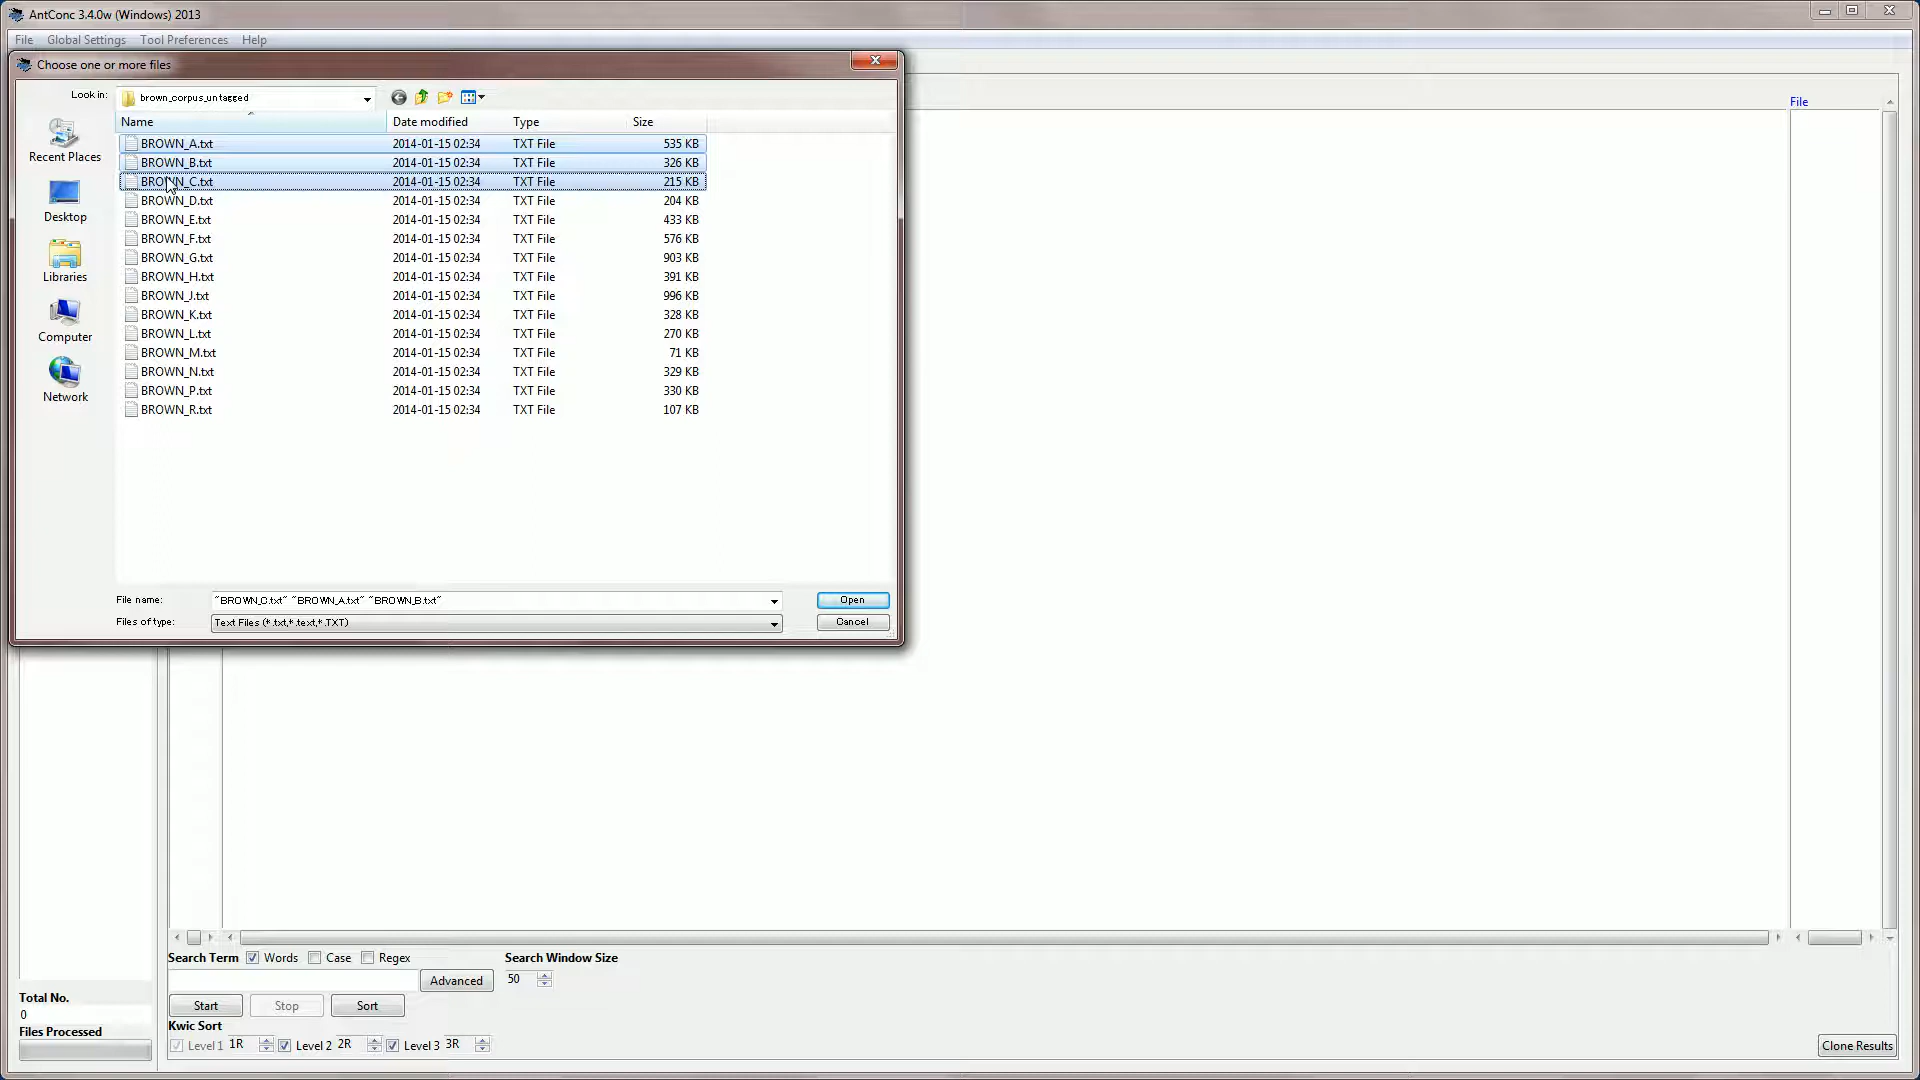 AntConc 3.4.0w (Windows) 2013
File Global Settings Tool Preferences Help
Choose one or more files
Look in: brown_corpus_untagged
Name Date modified Type Size
BROWN_A.txt 2014-01-15 02:34 TXT File 535 KB
BROWN_B.txt 2014-01-15 02:34 TXT File 326 KB
BROWN_C.txt 2014-01-15 02:34 TXT File 215 KB
BROWN_D.txt 2014-01-15 02:34 TXT File 204 KB
BROWN_E.txt 2014-01-15 02:34 TXT File 433 KB
BROWN_F.txt 2014-01-15 02:34 TXT File 576 KB
BROWN_G.txt 2014-01-15 02:34 TXT File 903 KB
BROWN_H.txt 2014-01-15 02:34 TXT File 391 KB
BROWN_J.txt 2014-01-15 02:34 TXT File 996 KB
BROWN_K.txt 2014-01-15 02:34 TXT File 328 KB
BROWN_L.txt 2014-01-15 02:34 TXT File 270 KB
BROWN_M.txt 2014-01-15 02:34 TXT File 71 KB
BROWN_N.txt 2014-01-15 02:34 TXT File 329 KB
BROWN_P.txt 2014-01-15 02:34 TXT File 330 KB
BROWN_R.txt 2014-01-15 02:34 TXT File 107 KB
Recent Places
Desktop
Libraries
Computer
Network
File name: "BROWN_C.txt" "BROWN_A.txt" "BROWN_B.txt" Open
Files of type: Text Files (*.txt,*.text,*.TXT) Cancel
File
Search Term Words Case Regex Search Window Size
Advanced 50
Start Stop Sort
Kwic Sort
Level 1 1R Level 2 2R Level 3 3R
Total No.
0
Files Processed
Clone Results